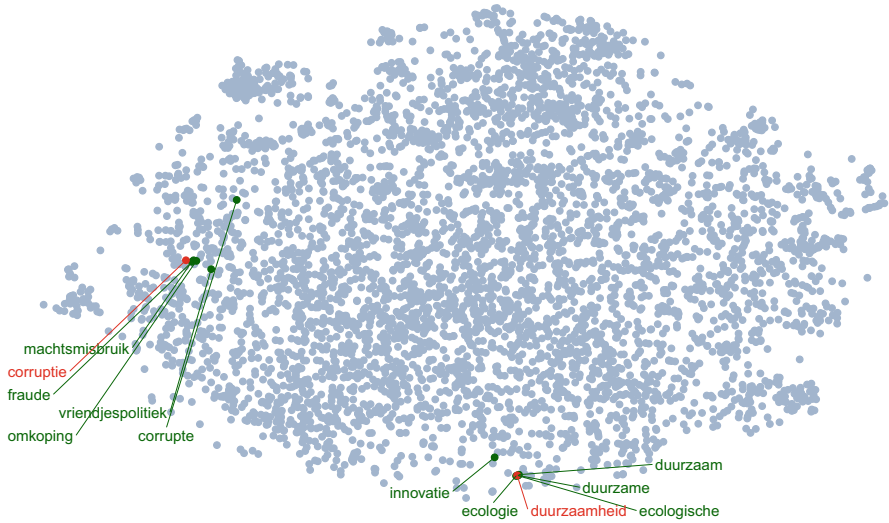 machtsmisbruik
corruptie
fraude
vriendjespolitiek
omkoping
corrupte
duurzaam
innovatie
duurzame
ecologie
duurzaamheid
ecologische